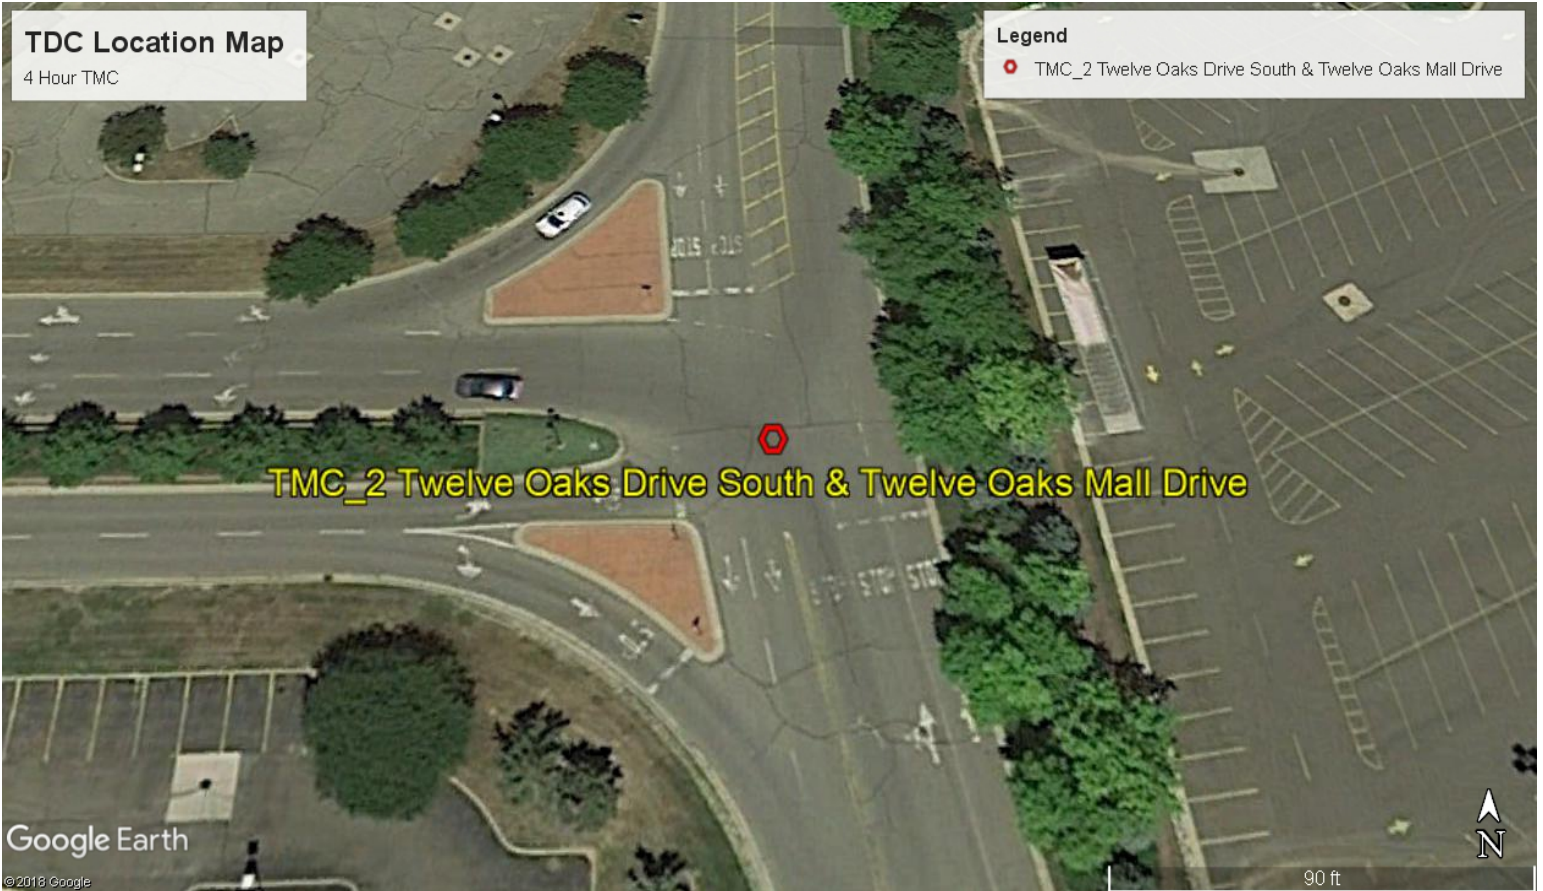 TDC Location Map
4 Hour TMC
Legend
TMC_2 Twelve Oaks Drive South & Twelve Oaks Mall Drive
STOP
TMC_2 Twelve Oaks Drive South & Twelve Oaks Mall Drive
Google Earth
©2018 Google
N
90 ft